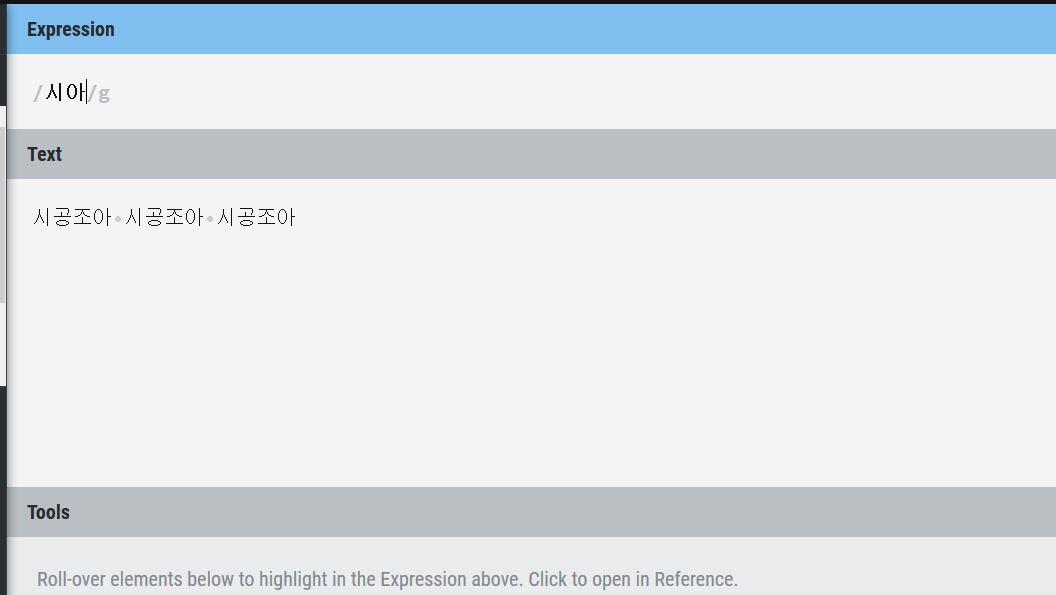 Expression
/시아/g
Text
시공조아•시공조아•시공조아
Tools
Roll-over elements below to highlight in the Expression above. Click to open in Reference.